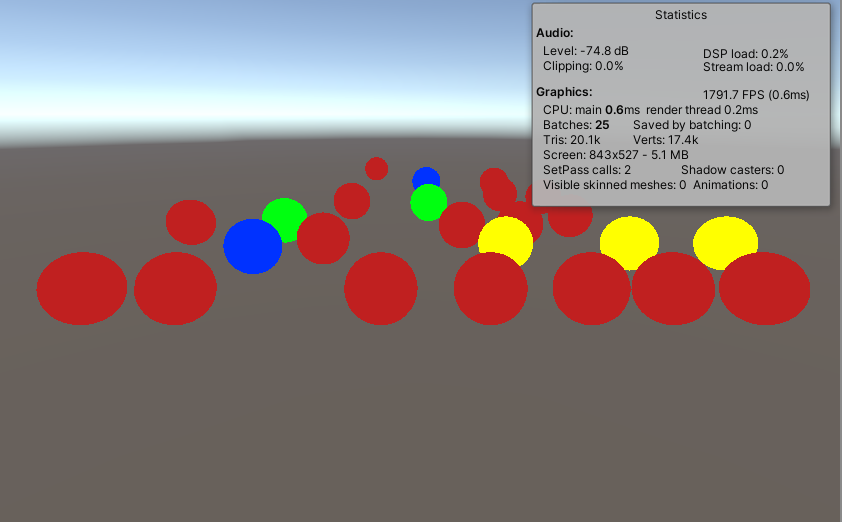 Statistics
Audio:
Level: -74.8 dB DSP load: 0.2%
Clipping: 0.0% Stream load: 0.0%
Graphics: 1791.7 FPS (0.6ms)
CPU: main 0.6ms render thread 0.2ms
Batches: 25 Saved by batching: 0
Tris: 20.1k Verts: 17.4k
Screen: 843x527 - 5.1 MB
SetPass calls: 2 Shadow casters: 0
Visible skinned meshes: 0 Animations: 0